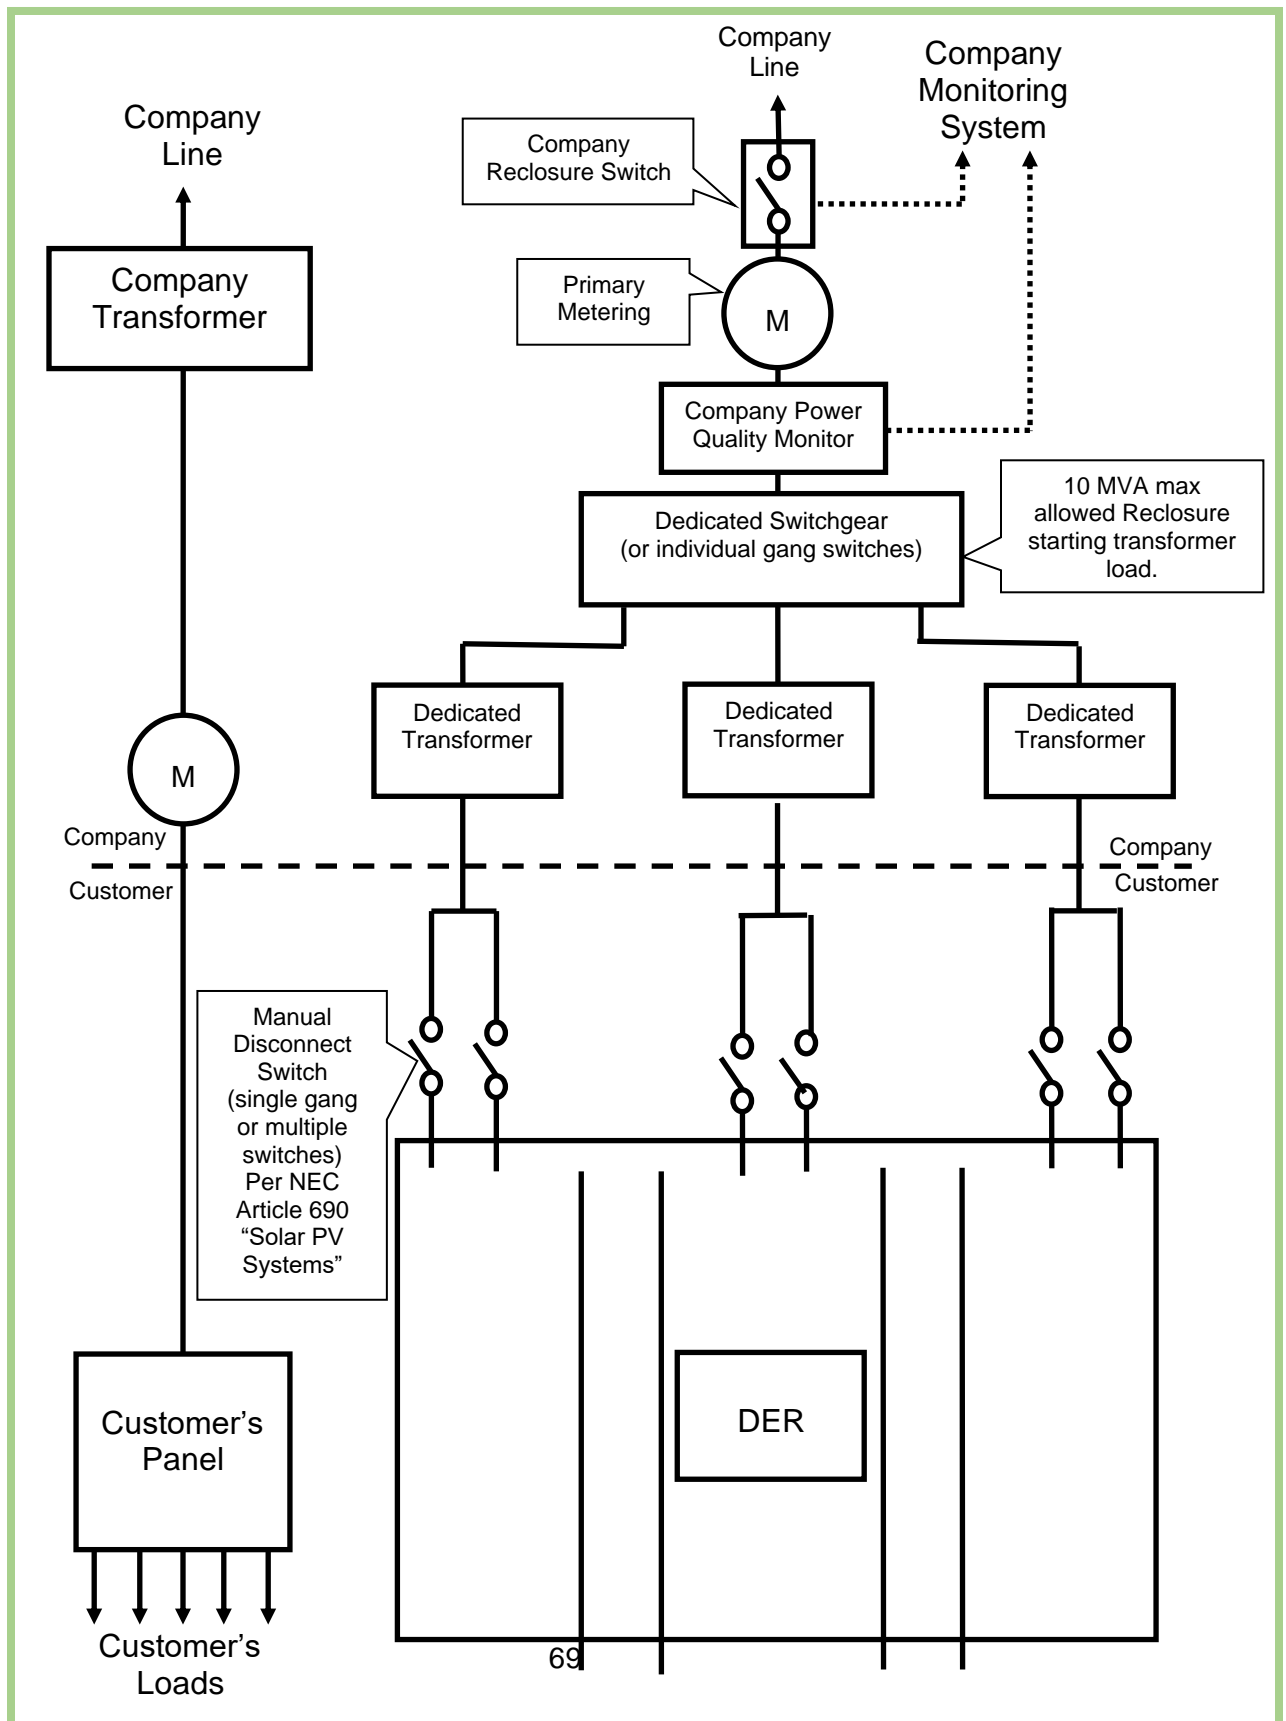 Company
Line
Company
Monitoring
System
Company
Line
Company
Reclosure Switch
Company
Transformer
Primary
Metering
M
Company Power
Quality Monitor
10 MVA max
allowed Reclosure
starting transformer
load.
Dedicated Switchgear
(or individual gang switches)
Dedicated
Transformer
Dedicated
Transformer
Dedicated
Transformer
M
Company
Customer
Company
Customer
Manual
Disconnect
Switch
(single gang
or multiple
switches)
Per NEC
Article 690
“Solar PV
Systems”
Customer’s
Panel
DER
Customer’s
Loads
69